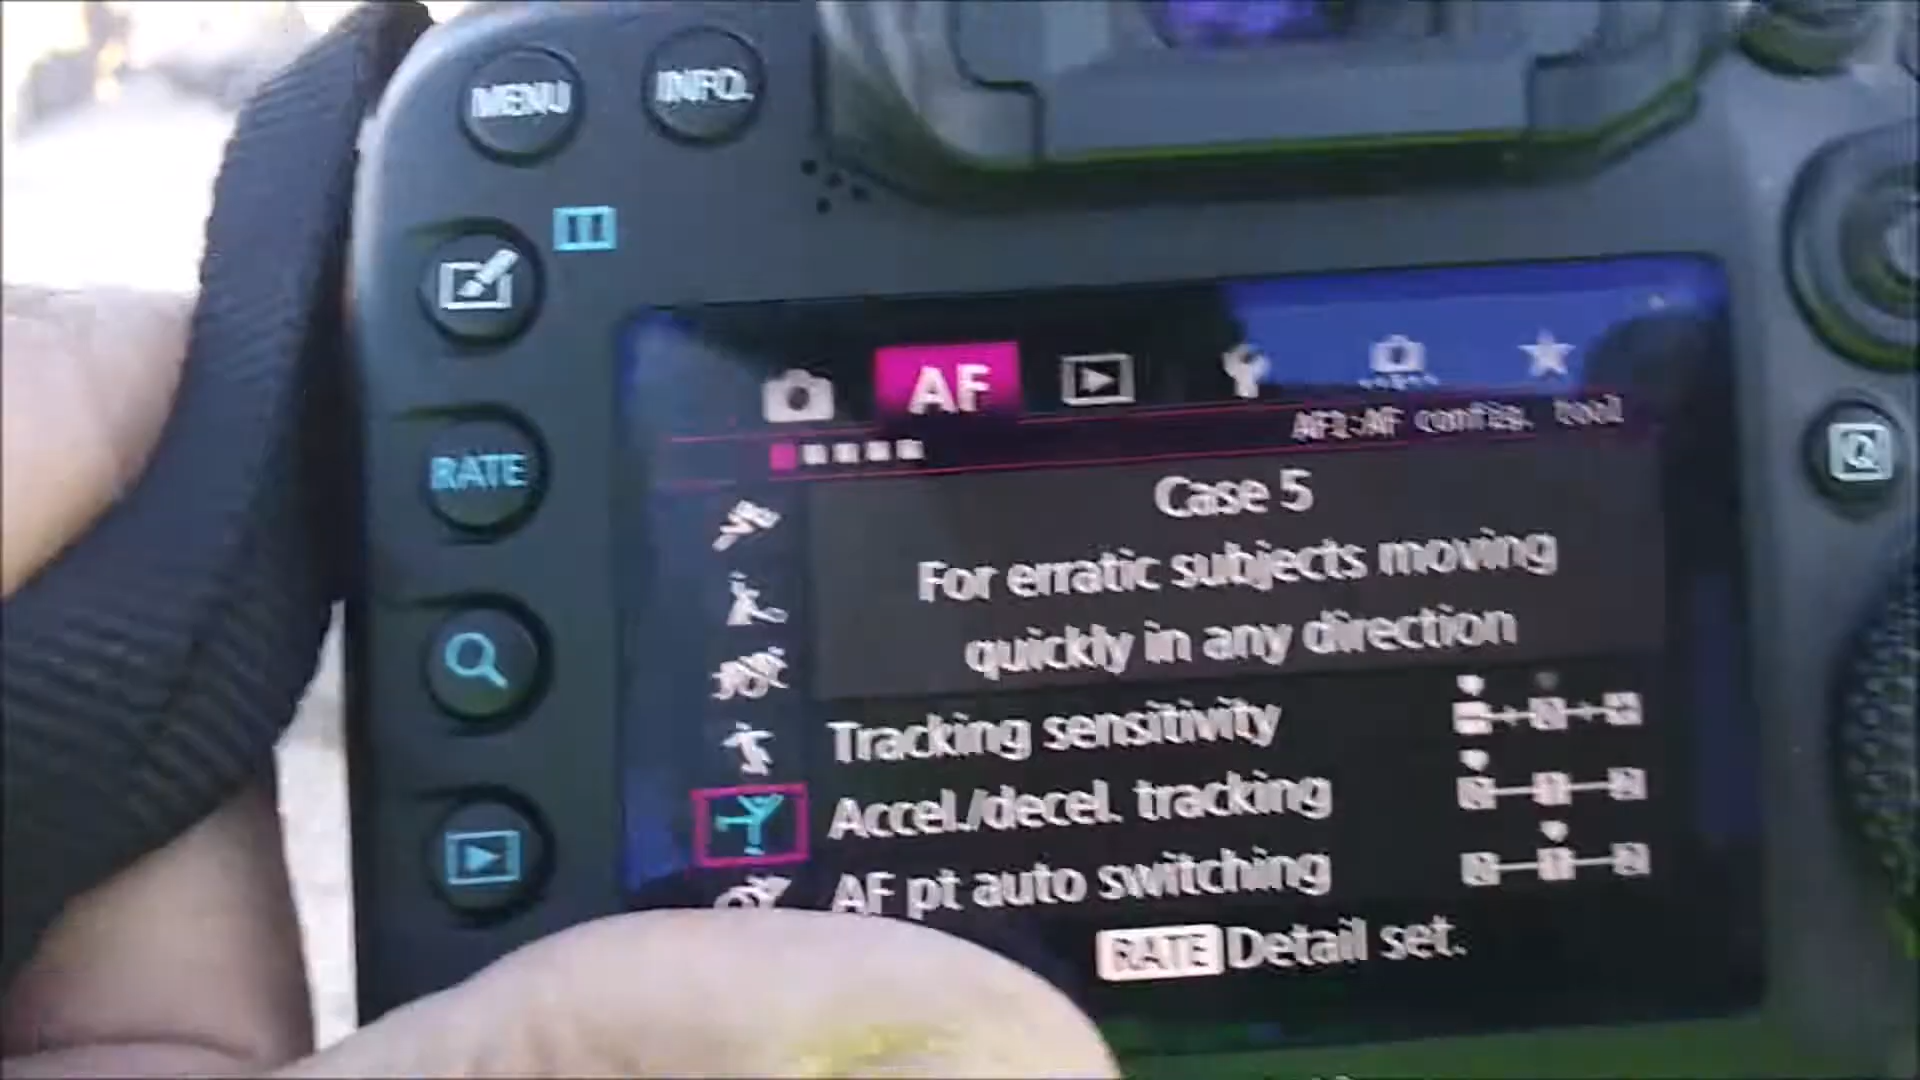 MENU INFO.
RATE
AF
AF1:AF config. tool
Case 5
For erratic subjects moving
quickly in any direction
Tracking sensitivity
Accel./decel. tracking
AF pt auto switching
RATE Detail set.
Q